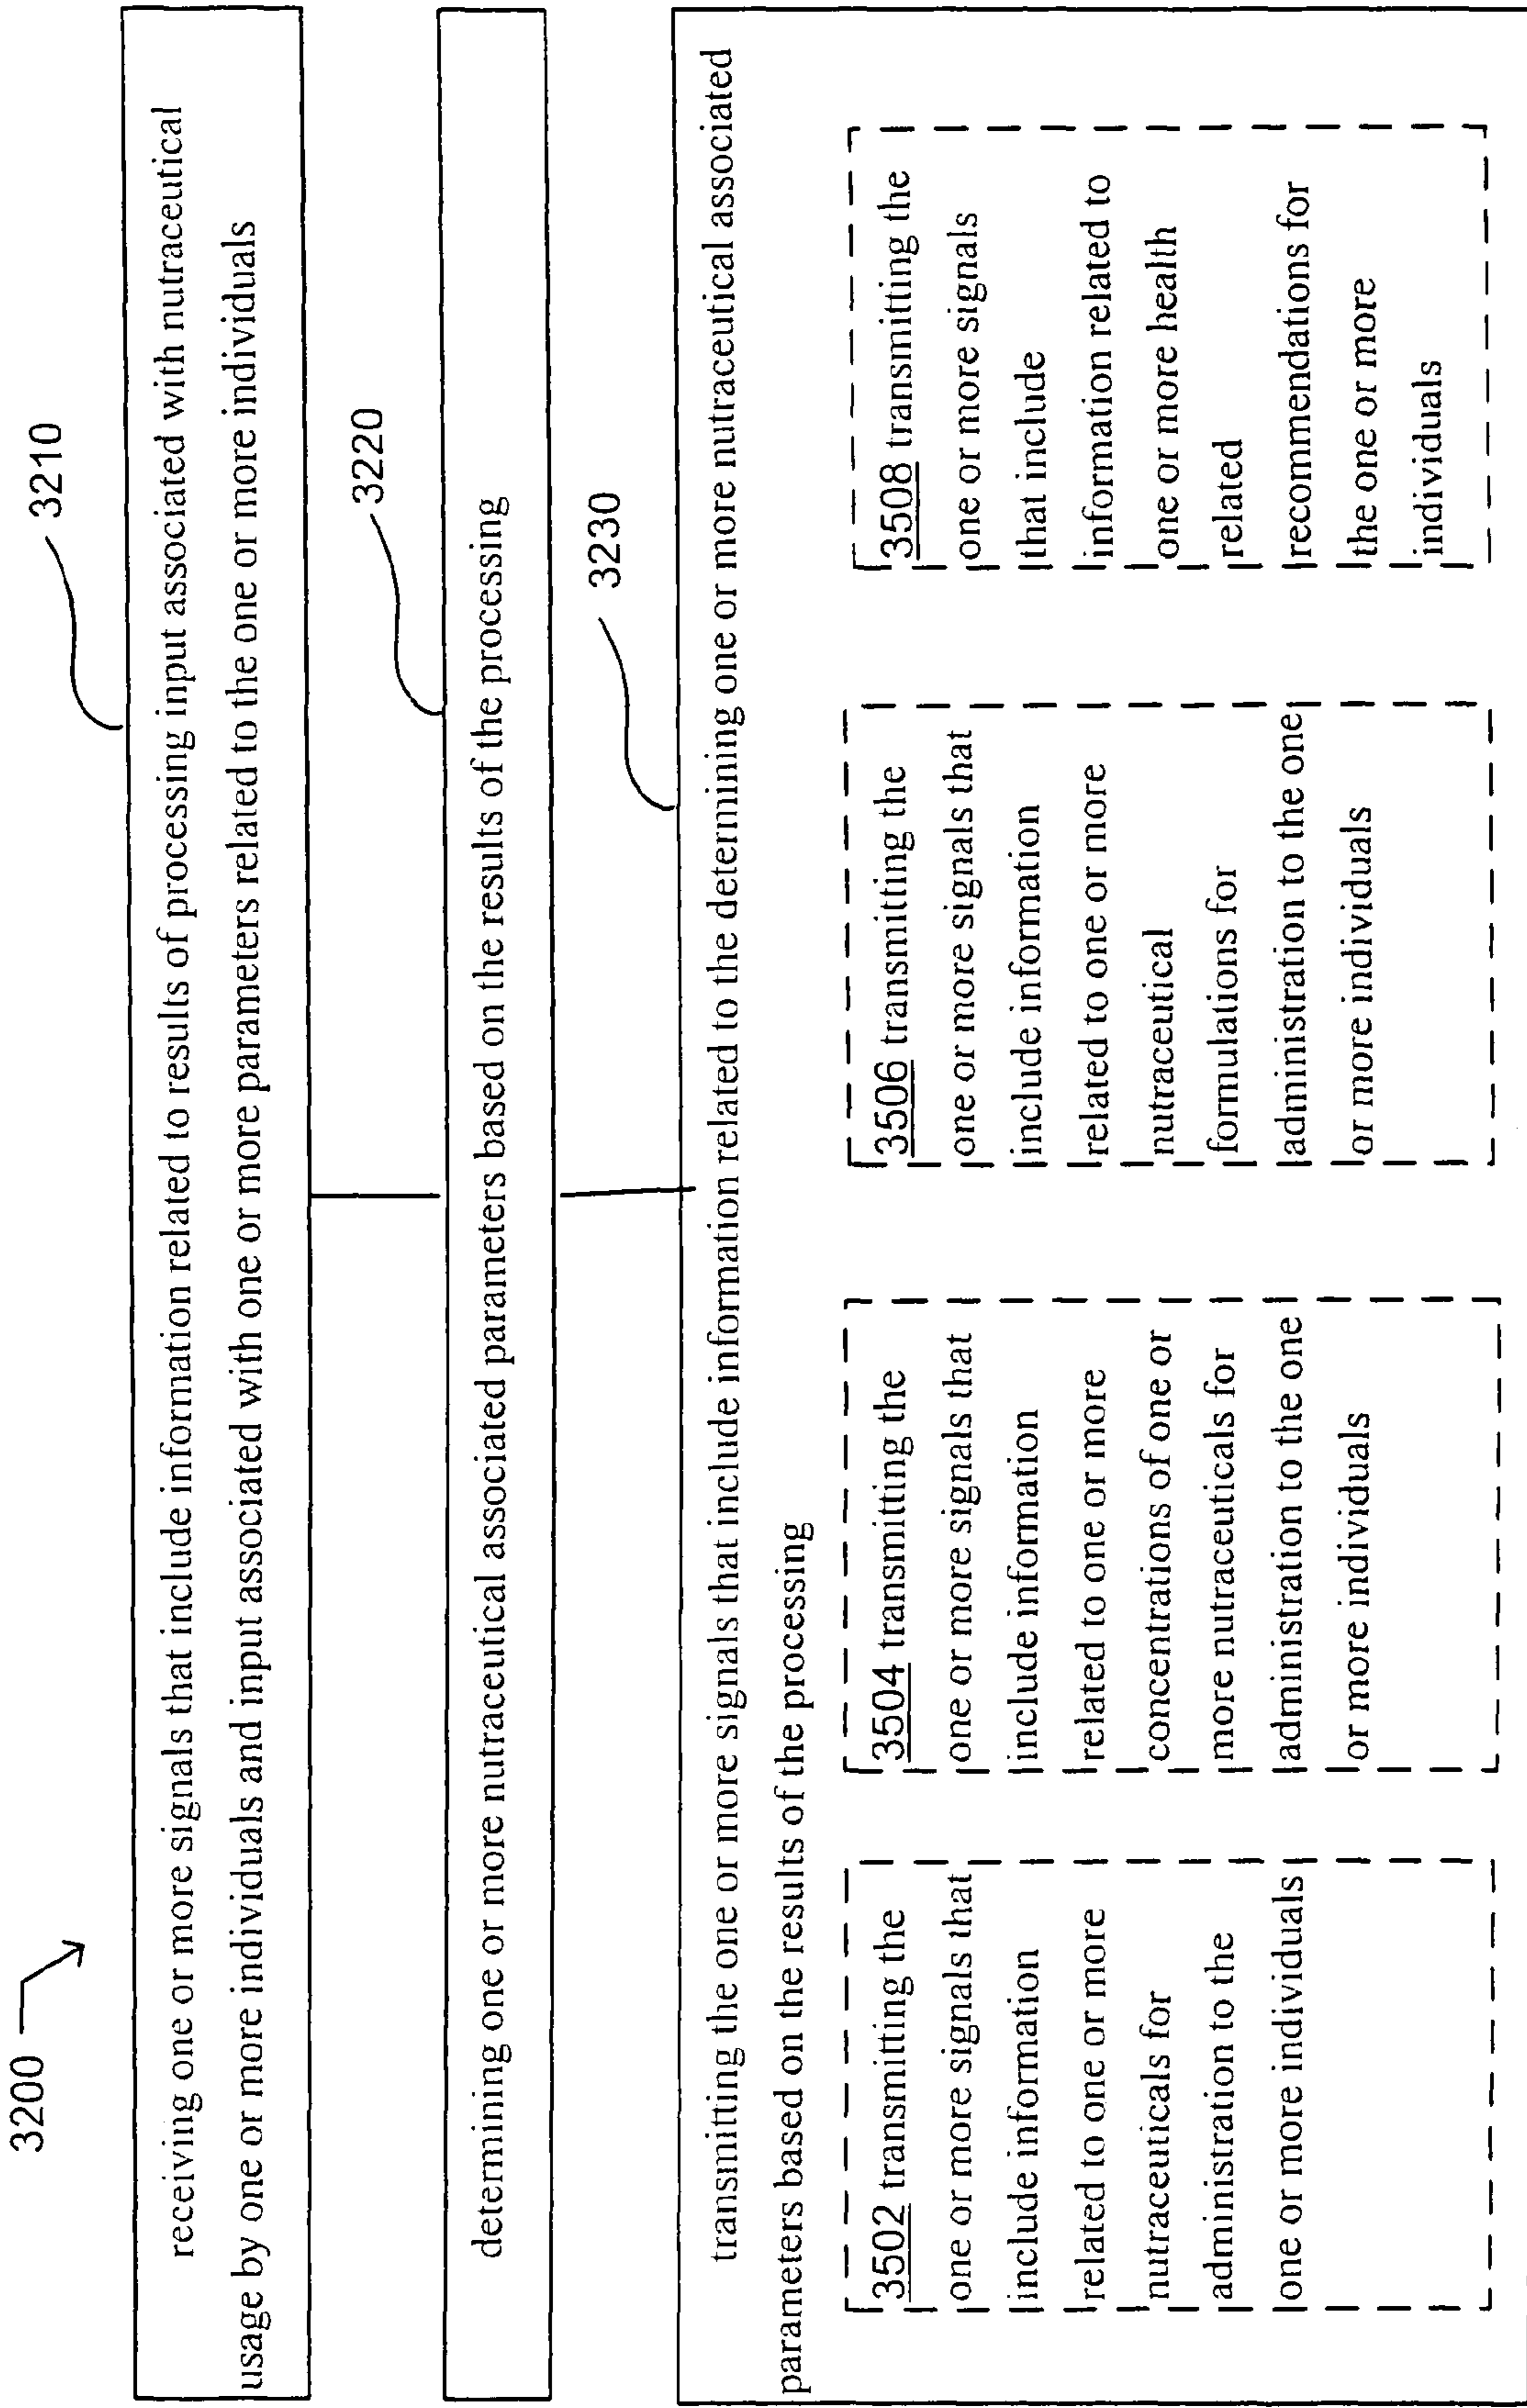 3200
3210
receiving one or more signals that include information related to results of processing input associated with nutraceutical
usage by one or more individuals and input associated with one or more parameters related to the one or more individuals
3220
determining one or more nutraceutical associated parameters based on the results of the processing
3230
transmitting the one or more signals that include information related to the determining one or more nutraceutical associated
parameters based on the results of the processing
3502 transmitting the
one or more signals that
include information
related to one or more
nutraceuticals for
administration to the
one or more individuals
3504 transmitting the
one or more signals that
include information
related to one or more
concentrations of one or
more nutraceuticals for
administration to the one
or more individuals
3506 transmitting the
one or more signals that
include information
related to one or more
nutraceutical
formulations for
administration to the one
or more individuals
3508 transmitting the
one or more signals
that include
information related to
one or more health
related
recommendations for
the one or more
individuals